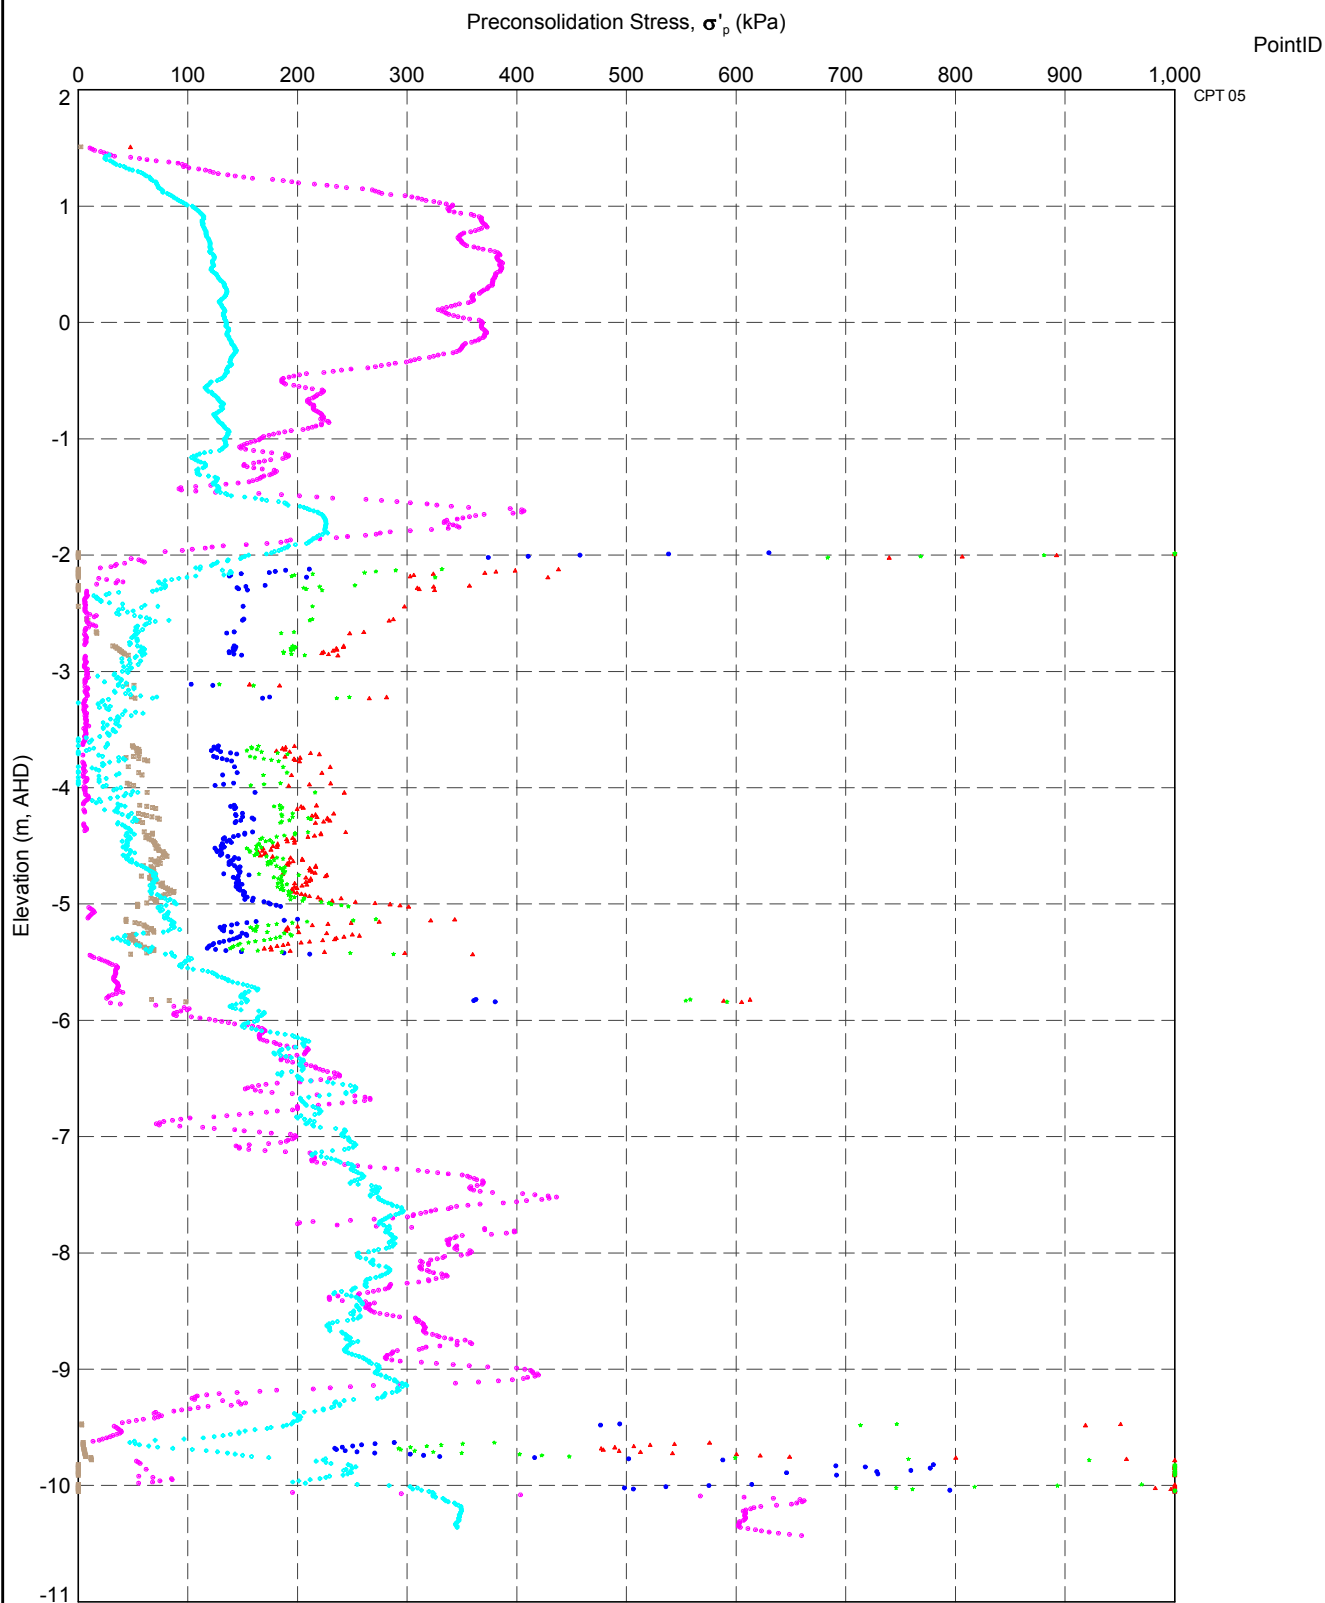 Preconsolidation Stress, σ'p (kPa)
PointID
0 100 200 300 400 500 600 700 800 900 1,000
CPT 05
2
1
0
-1
-2
-3
-4
-5
-6
-7
-8
-9
-10
-11
Elevation (m, AHD)